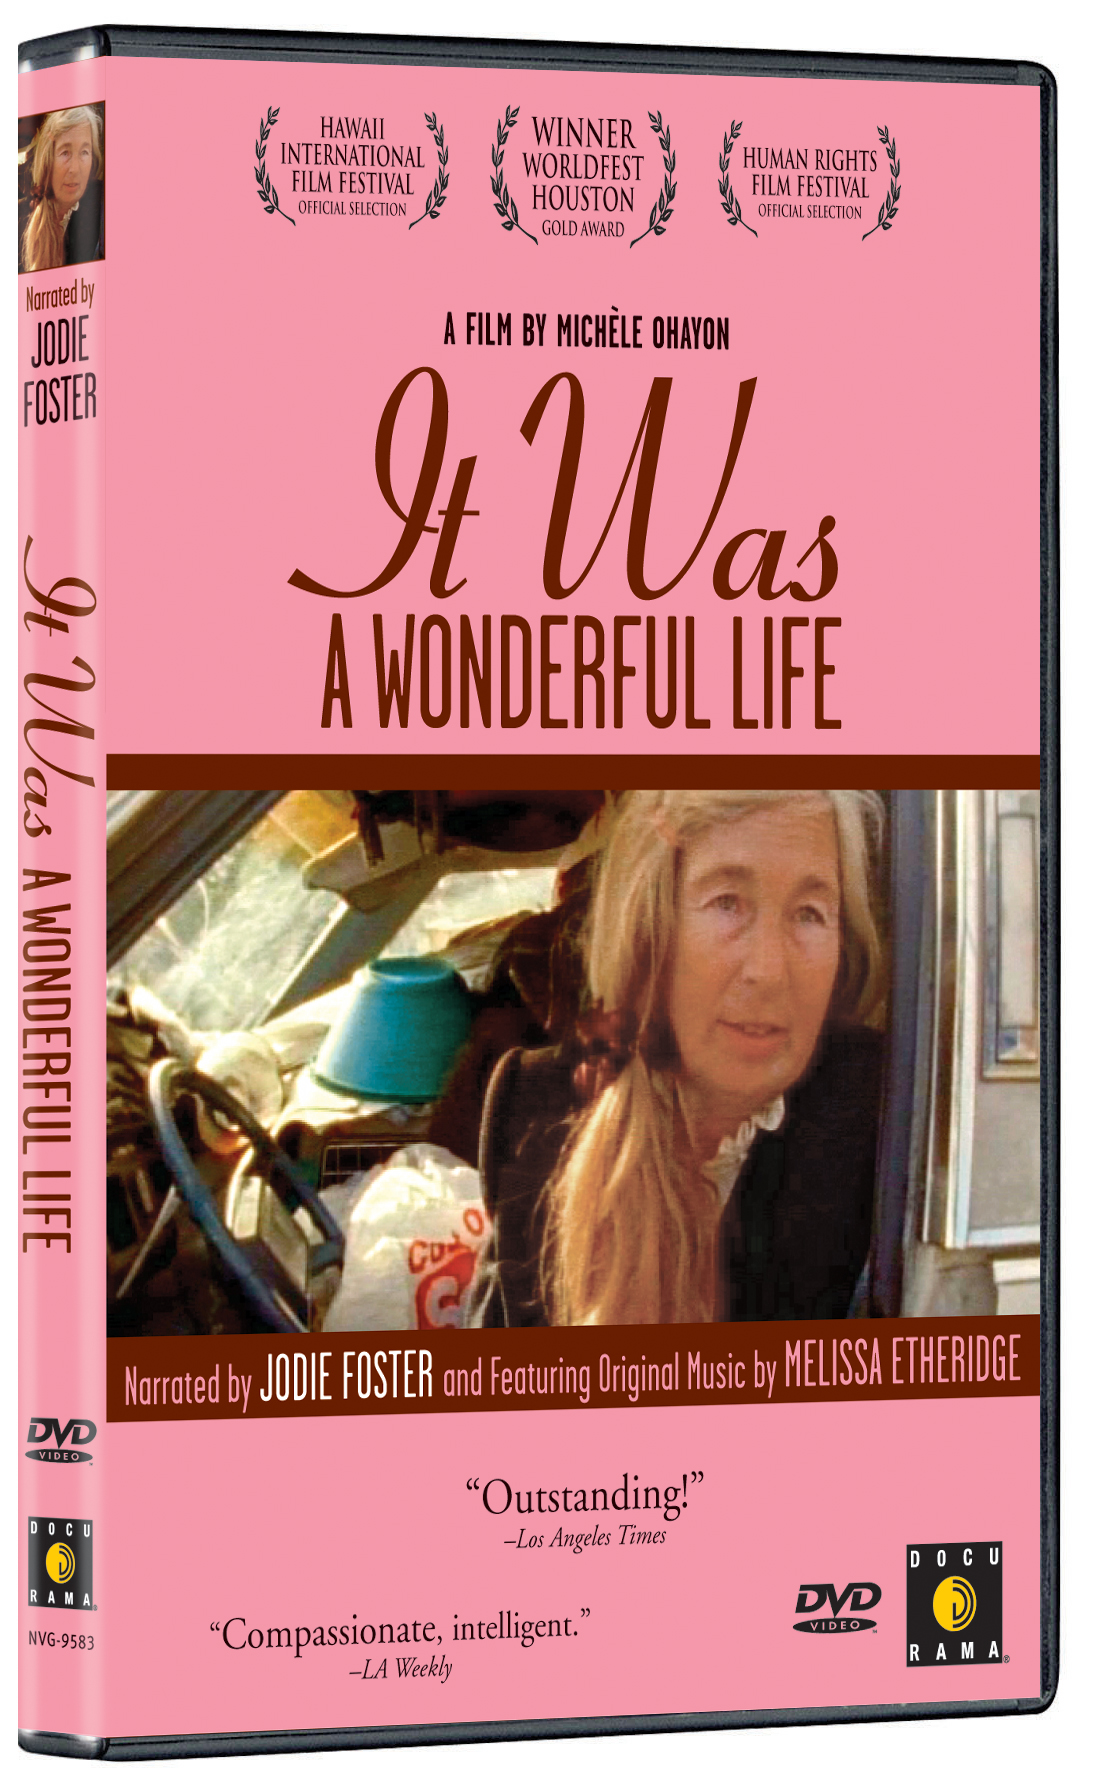 HAWAII
INTERNATIONAL
FILM FESTIVAL
OFFICIAL SELECTION
WINNER
WORLDFEST
HOUSTON
GOLD AWARD
HUMAN RIGHTS
FILM FESTIVAL
OFFICIAL SELECTION
A FILM BY MICHÈLE OHAYON
It Was
A WONDERFUL LIFE
Narrated by JODIE FOSTER and Featuring Original Music by MELISSA ETHERIDGE
“Outstanding!”
–Los Angeles Times
“Compassionate, intelligent.”
–LA Weekly
DVD
VIDEO
DOCU
RAMA®
Narrated by
JODIE
FOSTER
It Was A WONDERFUL LIFE
DVD
VIDEO
DOCU
RAMA
NVG-9583